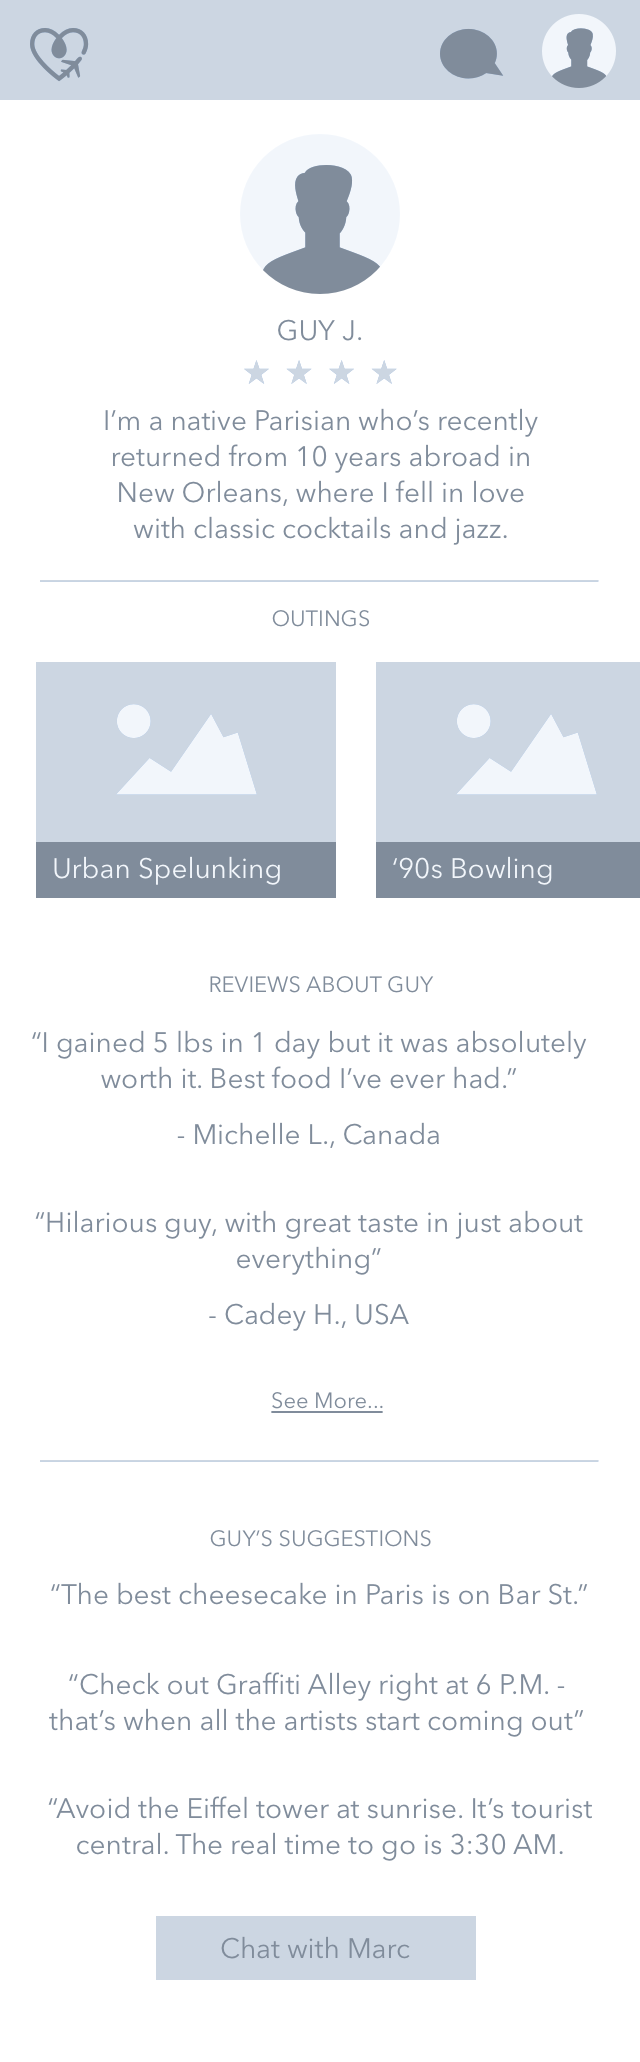 GUY J.
I’m a native Parisian who’s recently
returned from 10 years abroad in
New Orleans, where I fell in love
with classic cocktails and jazz.
OUTINGS
Urban Spelunking
‘90s Bowling
REVIEWS ABOUT GUY
“I gained 5 lbs in 1 day but it was absolutely
worth it. Best food I’ve ever had.”
- Michelle L., Canada
“Hilarious guy, with great taste in just about
everything”
- Cadey H., USA
See More...
GUY’S SUGGESTIONS
“The best cheesecake in Paris is on Bar St.”
“Check out Graffiti Alley right at 6 P.M. -
that’s when all the artists start coming out”
“Avoid the Eiffel tower at sunrise. It’s tourist
central. The real time to go is 3:30 AM.
Chat with Marc